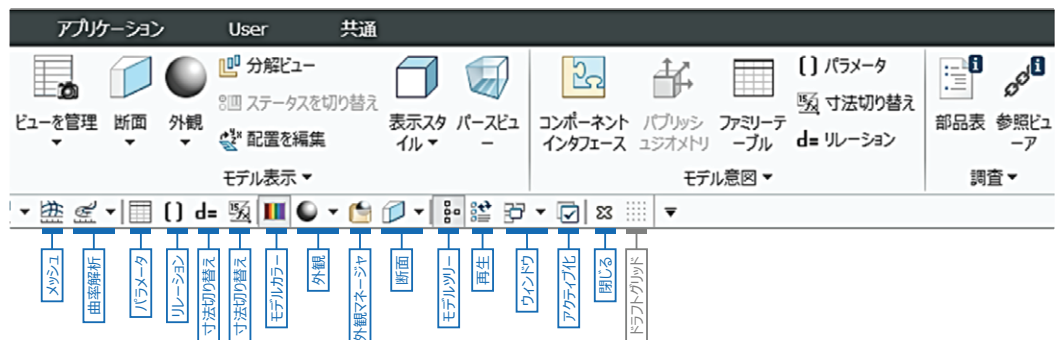 アプリケーション User 共通
分解ビュー
ステータスを切り替え
配置を編集
ビューを管理
断面
外観
表示スタイル
パースビュー
コンポーネントインタフェース
パブリッシュジオメトリ
ファミリーテーブル
[ ] パラメータ
寸法切り替え
d= リレーション
部品表
参照ビューア
モデル表示
モデル意図
調査
メッシュ
曲率解析
パラメータ
リレーション
寸法切り替え
寸法切り替え
モデルカラー
外観
外観マネージャ
断面
モデルツリー
再生
ウィンドウ
アクティブ化
閉じる
ドラフトグリッド